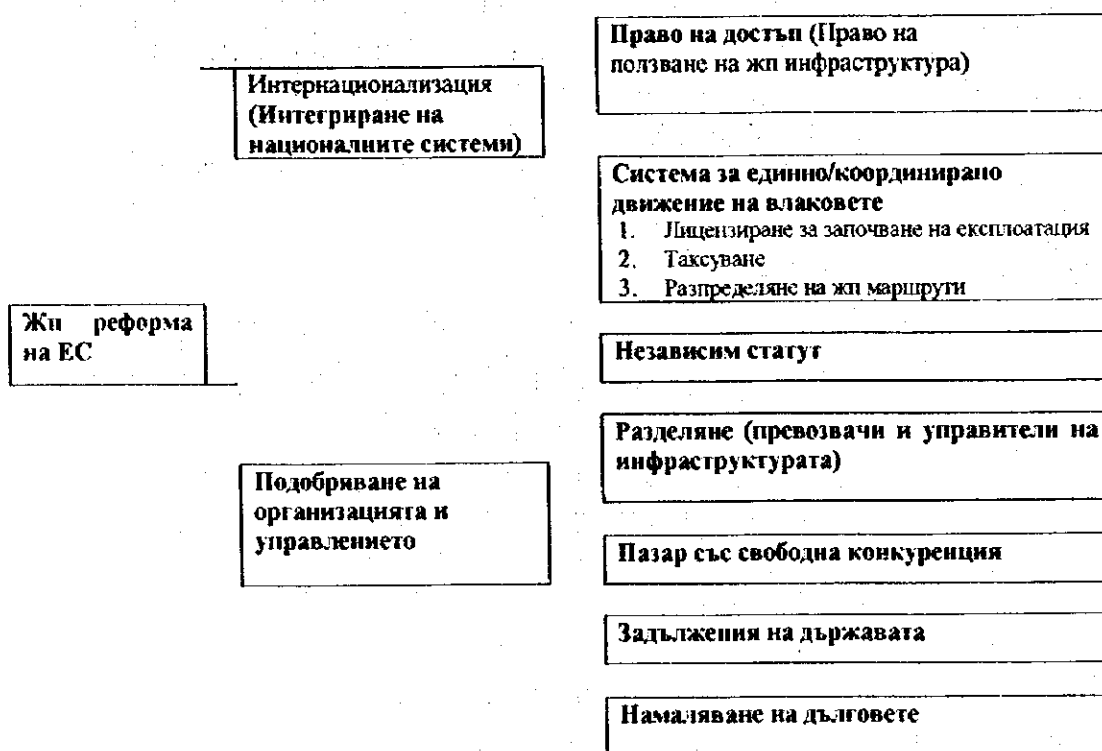 Право на достъп (Право на
ползване на жп инфраструктура)
Интернационализация
(Интегриране на
националните системи)
Система за единно/координирано
движение на влаковете
1. Лицензиране за започване на експлоатация
2. Таксуване
3. Разпределяне на жп маршрути
Жп реформа
на ЕС
Независим статут
Разделяне (превозвачи и управители на
инфраструктурата)
Подобряване на
организацията и
управлението
Пазар със свободна конкуренция
Задължения на държавата
Намаляване на дълговете